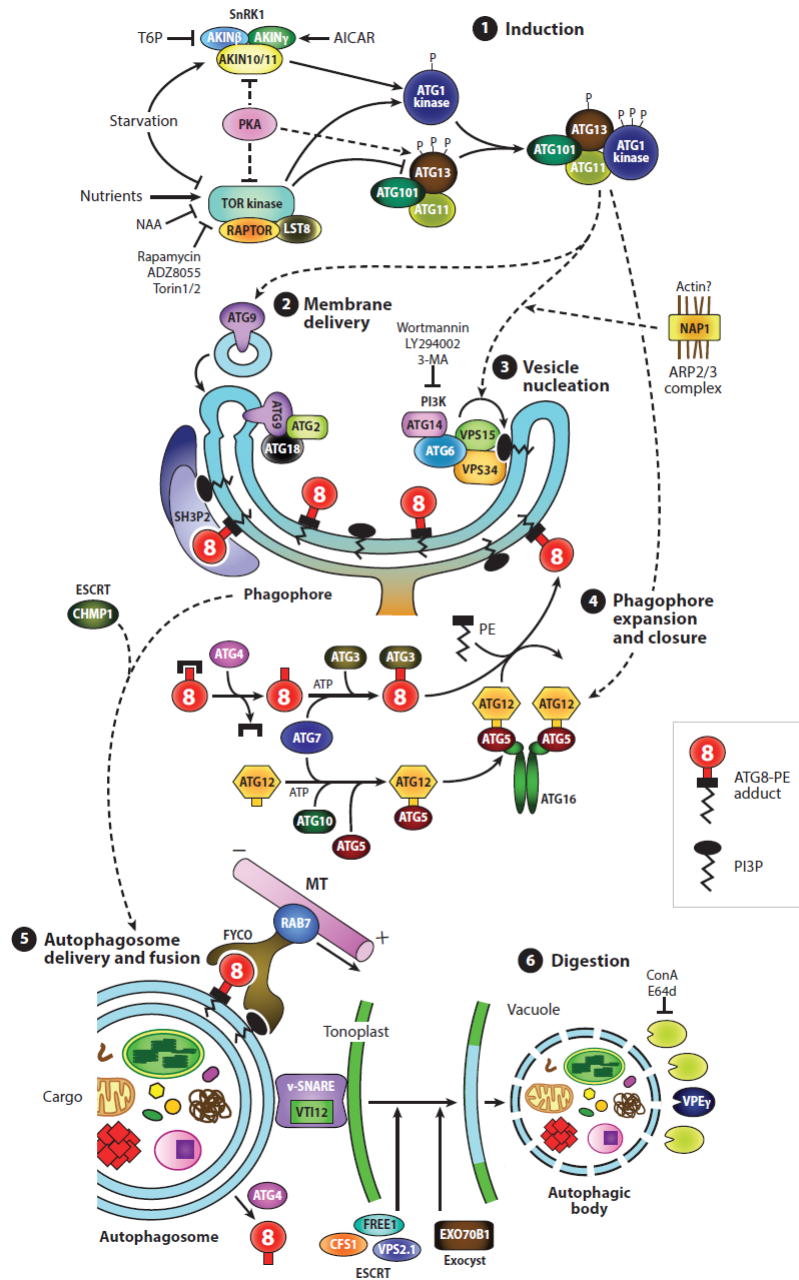 SnRK1
T6P
AKINβ
AKINγ
AICAR
AKIN10/11
1 Induction
P
ATG1
kinase
Starvation
PKA
P P P
ATG13
ATG101
ATG11
P
ATG13
P P P
ATG1
kinase
ATG101
ATG11
Nutrients
TOR kinase
NAA
RAPTOR
LST8
Rapamycin
ADZ8055
Torin1/2
2 Membrane
delivery
ATG9
Wortmannin
LY294002
3-MA
3 Vesicle
nucleation
Actin?
NAP1
ARP2/3
complex
PI3K
ATG9
ATG2
ATG18
ATG14
ATG6
VPS15
VPS34
SH3P2
8
8
8
8
Phagophore
ESCRT
CHMP1
4 Phagophore
expansion
and closure
PE
8
ATG4
8
ATP
ATG3
ATG3
8
ATG7
ATG12
ATP
ATG10
ATG5
ATG12
ATG5
ATG12
ATG12
ATG5
ATG5
ATG16
8
ATG8-PE
adduct
PI3P
–
MT
RAB7
+
5 Autophagosome
delivery and fusion
FYCO
8
6 Digestion
ConA
E64d
Tonoplast
Vacuole
Cargo
v-SNARE
VTI12
VPEγ
ATG4
8
Autophagosome
FREE1
CFS1
VPS2.1
ESCRT
EXO70B1
Exocyst
Autophagic
body